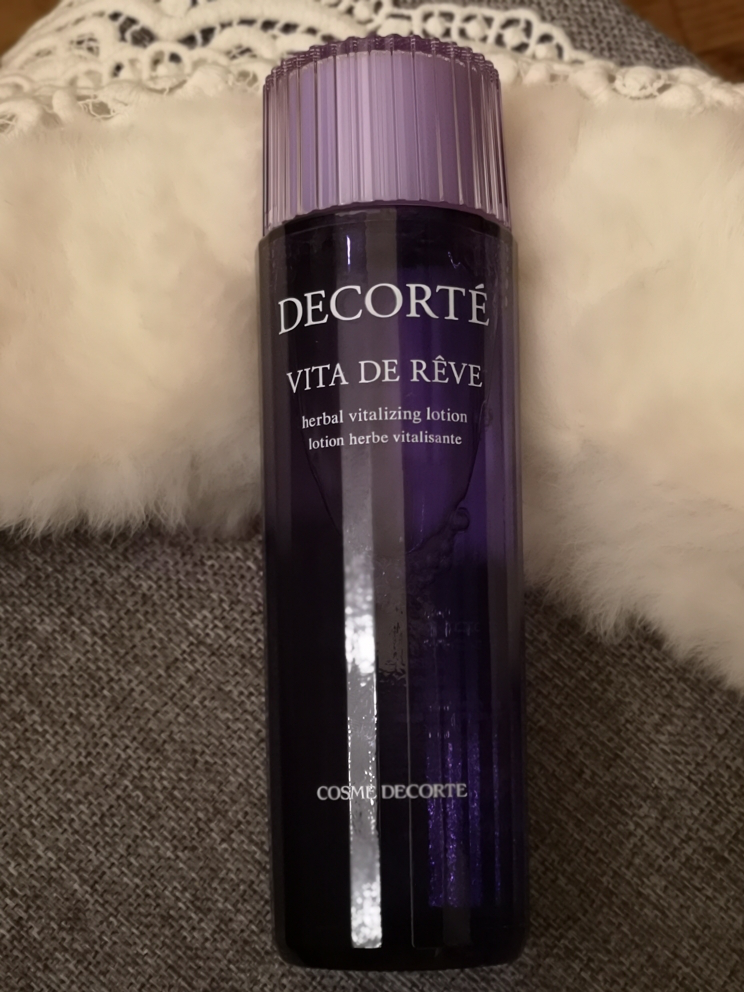 DECORTÉ
VITA DE RÊVE
herbal vitalizing lotion
lotion herbe vitalisante
COSME DECORTE